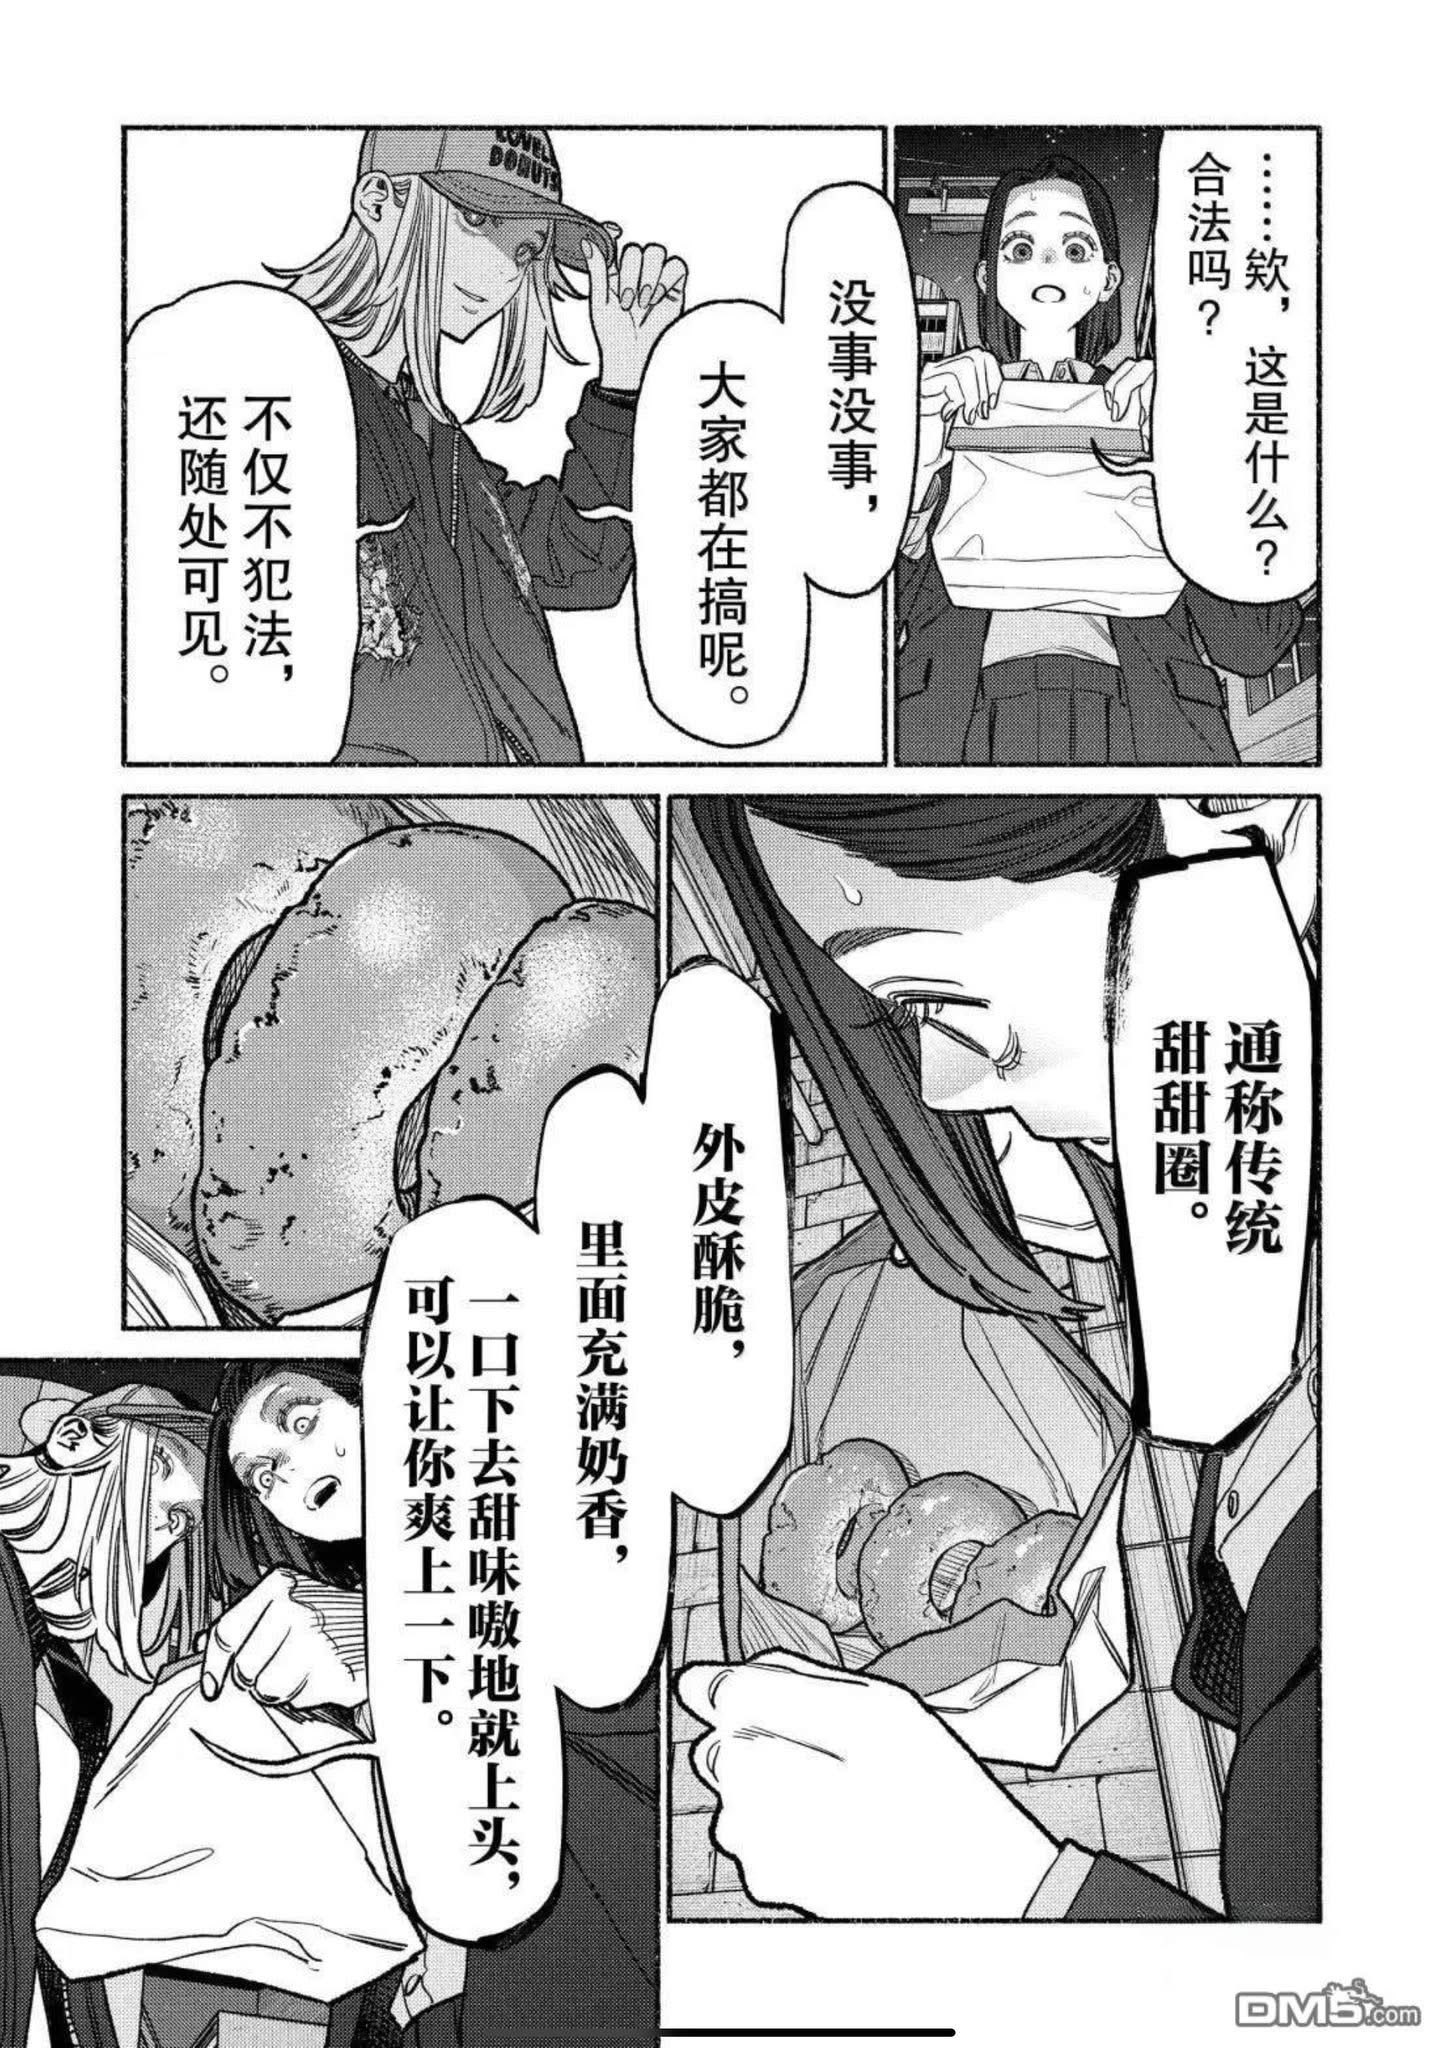 ……欸，这是什么？
合法吗？
没事没事，
大家都在搞呢。
不仅不犯法，
还随处可见。
DONUTS
通称传统
甜甜圈。
外皮酥脆，
里面充满奶香，
一口下去甜味嗷地就上头，
可以让你爽上一下。
DM5.com